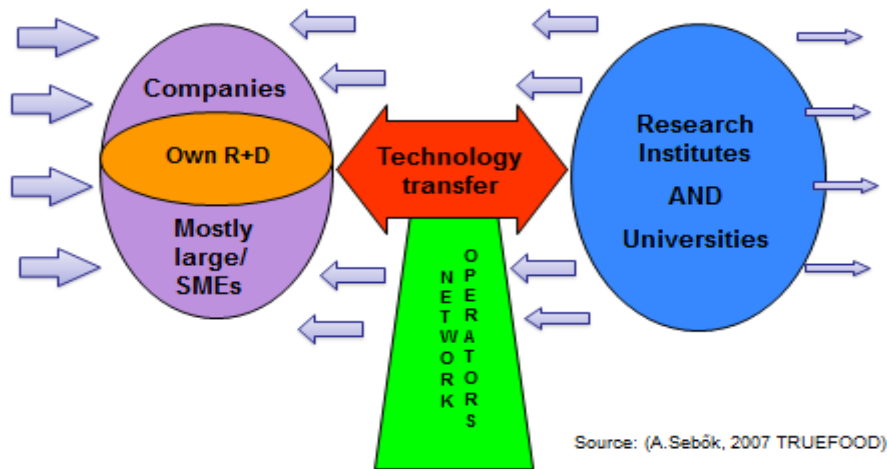 Companies
Own R+D
Mostly
large/
SMEs
Technology
transfer
NETWORK
OPERATORS
Research
Institutes
AND
Universities
Source: (A.Sebők, 2007 TRUEFOOD)